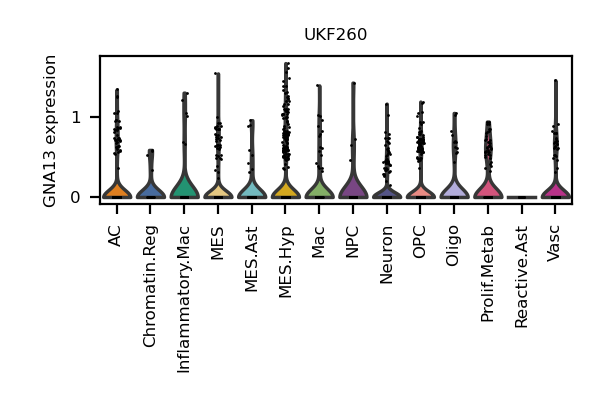 UKF260
GNA13 expression
1
0
AC
Chromatin.Reg
Inflammatory.Mac
MES
MES.Ast
MES.Hyp
Mac
NPC
Neuron
OPC
Oligo
Prolif.Metab
Reactive.Ast
Vasc